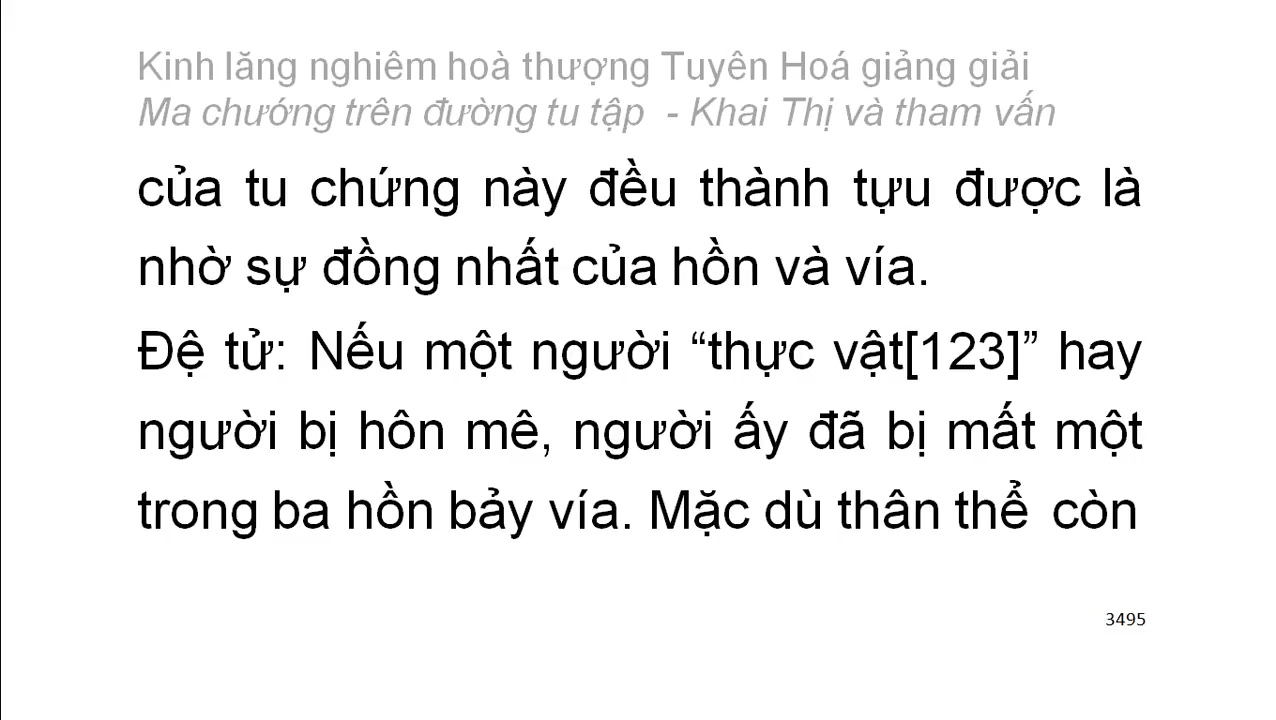 Kinh lăng nghiêm hoà thượng Tuyên Hoá giảng giải
Ma chướng trên đường tu tập - Khai Thị và tham vấn
của tu chứng này đều thành tựu được là
nhờ sự đồng nhất của hồn và vía.
Đệ tử: Nếu một người “thực vật[123]” hay
người bị hôn mê, người ấy đã bị mất một
trong ba hồn bảy vía. Mặc dù thân thể còn
3495